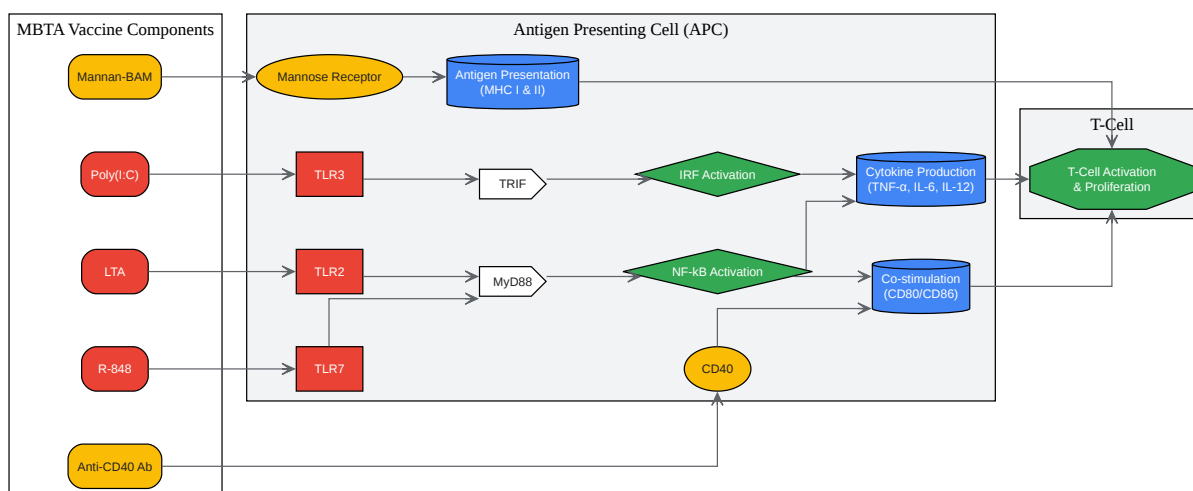 MBTA Vaccine Components
Antigen Presenting Cell (APC)
Mannan-BAM
Mannose Receptor
Antigen Presentation
(MHC I & II)
T-Cell
Poly(I:C)
TLR3
TRIF
IRF Activation
Cytokine Production
(TNF-α, IL-6, IL-12)
T-Cell Activation
& Proliferation
LTA
TLR2
MyD88
NF-kB Activation
Co-stimulation
(CD80/CD86)
R-848
TLR7
CD40
Anti-CD40 Ab